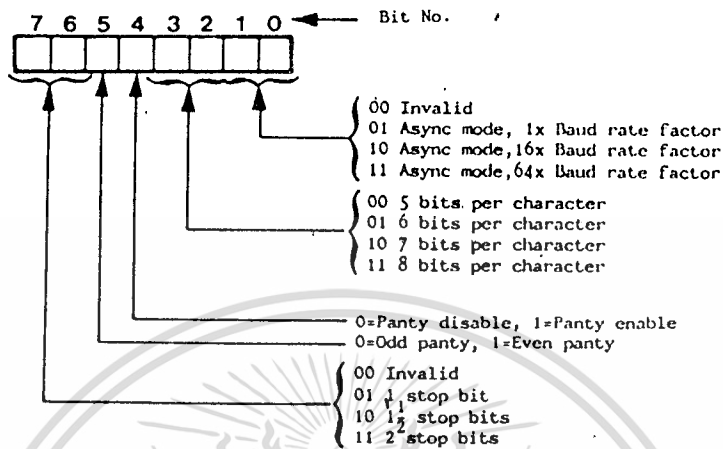 7 6 5 4 3 2 1 0 Bit No.
00 Invalid
01 Async mode, 1x Baud rate factor
10 Async mode, 16x Baud rate factor
11 Async mode, 64x Baud rate factor
00 5 bits per character
01 6 bits per character
10 7 bits per character
11 8 bits per character
0=Panty disable, 1=Panty enable
0=Odd panty, 1=Even panty
00 Invalid
01 1 stop bit
10 1½ stop bits
11 2 stop bits